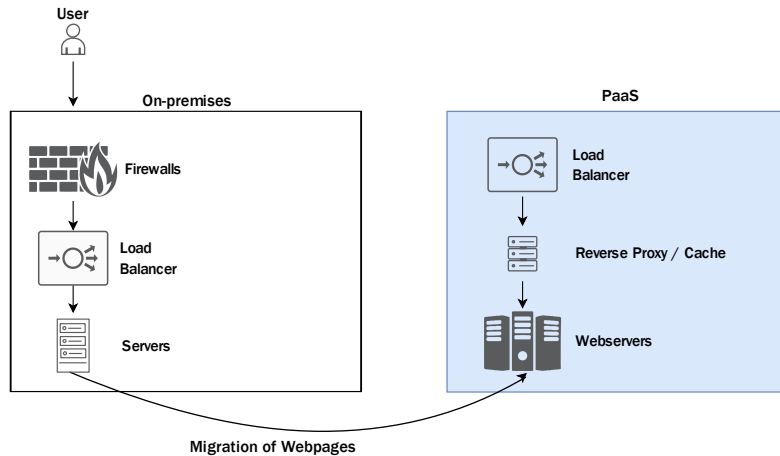 User
On-premises
Firewalls
Load
Balancer
Servers
PaaS
Load
Balancer
Reverse Proxy / Cache
Webservers
Migration of Webpages